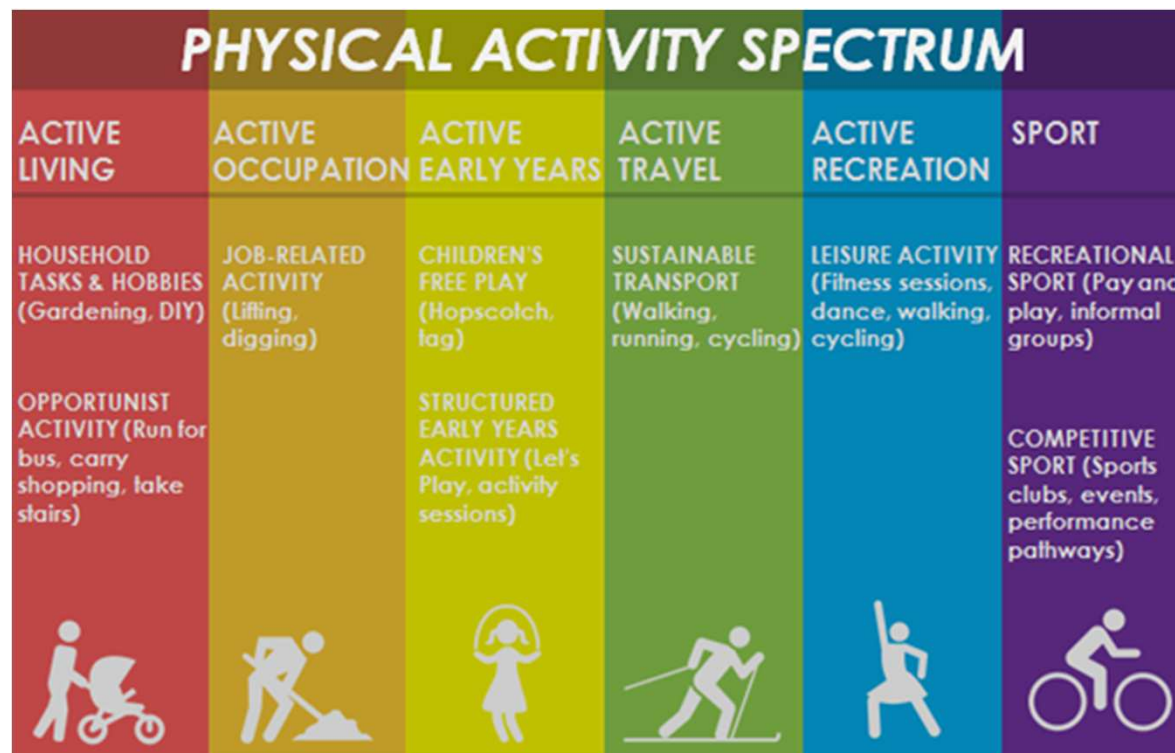 PHYSICAL ACTIVITY SPECTRUM
ACTIVE
LIVING
HOUSEHOLD
TASKS & HOBBIES
(Gardening, DIY)
OPPORTUNIST
ACTIVITY (Run for
bus, carry
shopping, take
stairs)
ACTIVE
OCCUPATION
JOB-RELATED
ACTIVITY
(Lifting,
digging)
ACTIVE
EARLY YEARS
CHILDREN'S
FREE PLAY
(Hopscotch,
tag)
STRUCTURED
EARLY YEARS
ACTIVITY (Let's
Play, activity
sessions)
ACTIVE
TRAVEL
SUSTAINABLE
TRANSPORT
(Walking,
running, cycling)
ACTIVE
RECREATION
LEISURE ACTIVITY
(Fitness sessions,
dance, walking,
cycling)
SPORT
RECREATIONAL
SPORT (Pay and
play, informal
groups)
COMPETITIVE
SPORT (Sports
clubs, events,
performance
pathways)